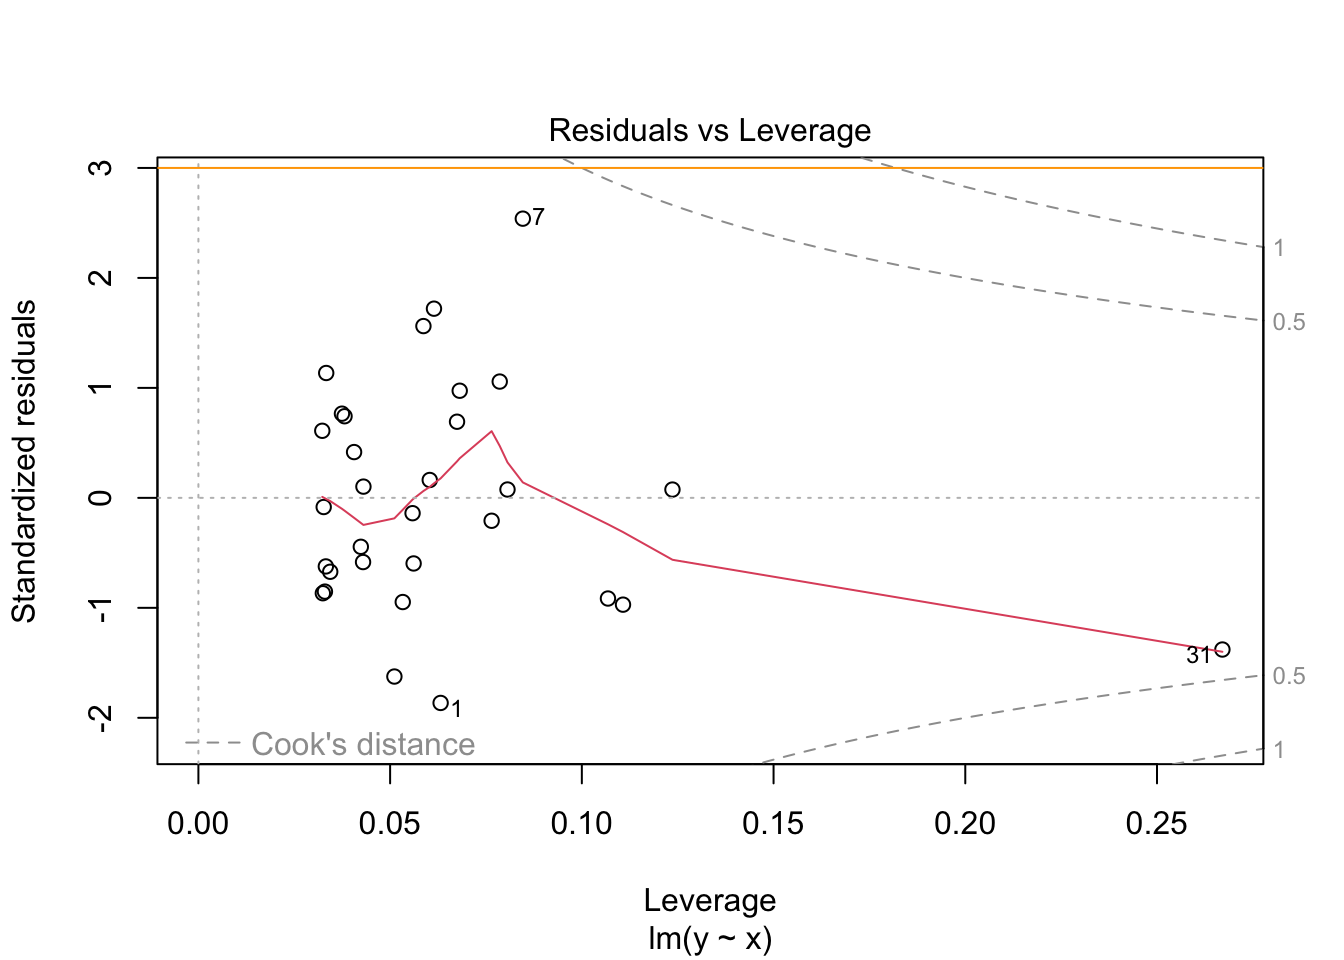 Residuals vs Leverage
Standardized residuals
3
2
1
0
-1
-2
7
1
31
1
0.5
0.5
1
Cook's distance
0.00 0.05 0.10 0.15 0.20 0.25
Leverage
lm(y ~ x)